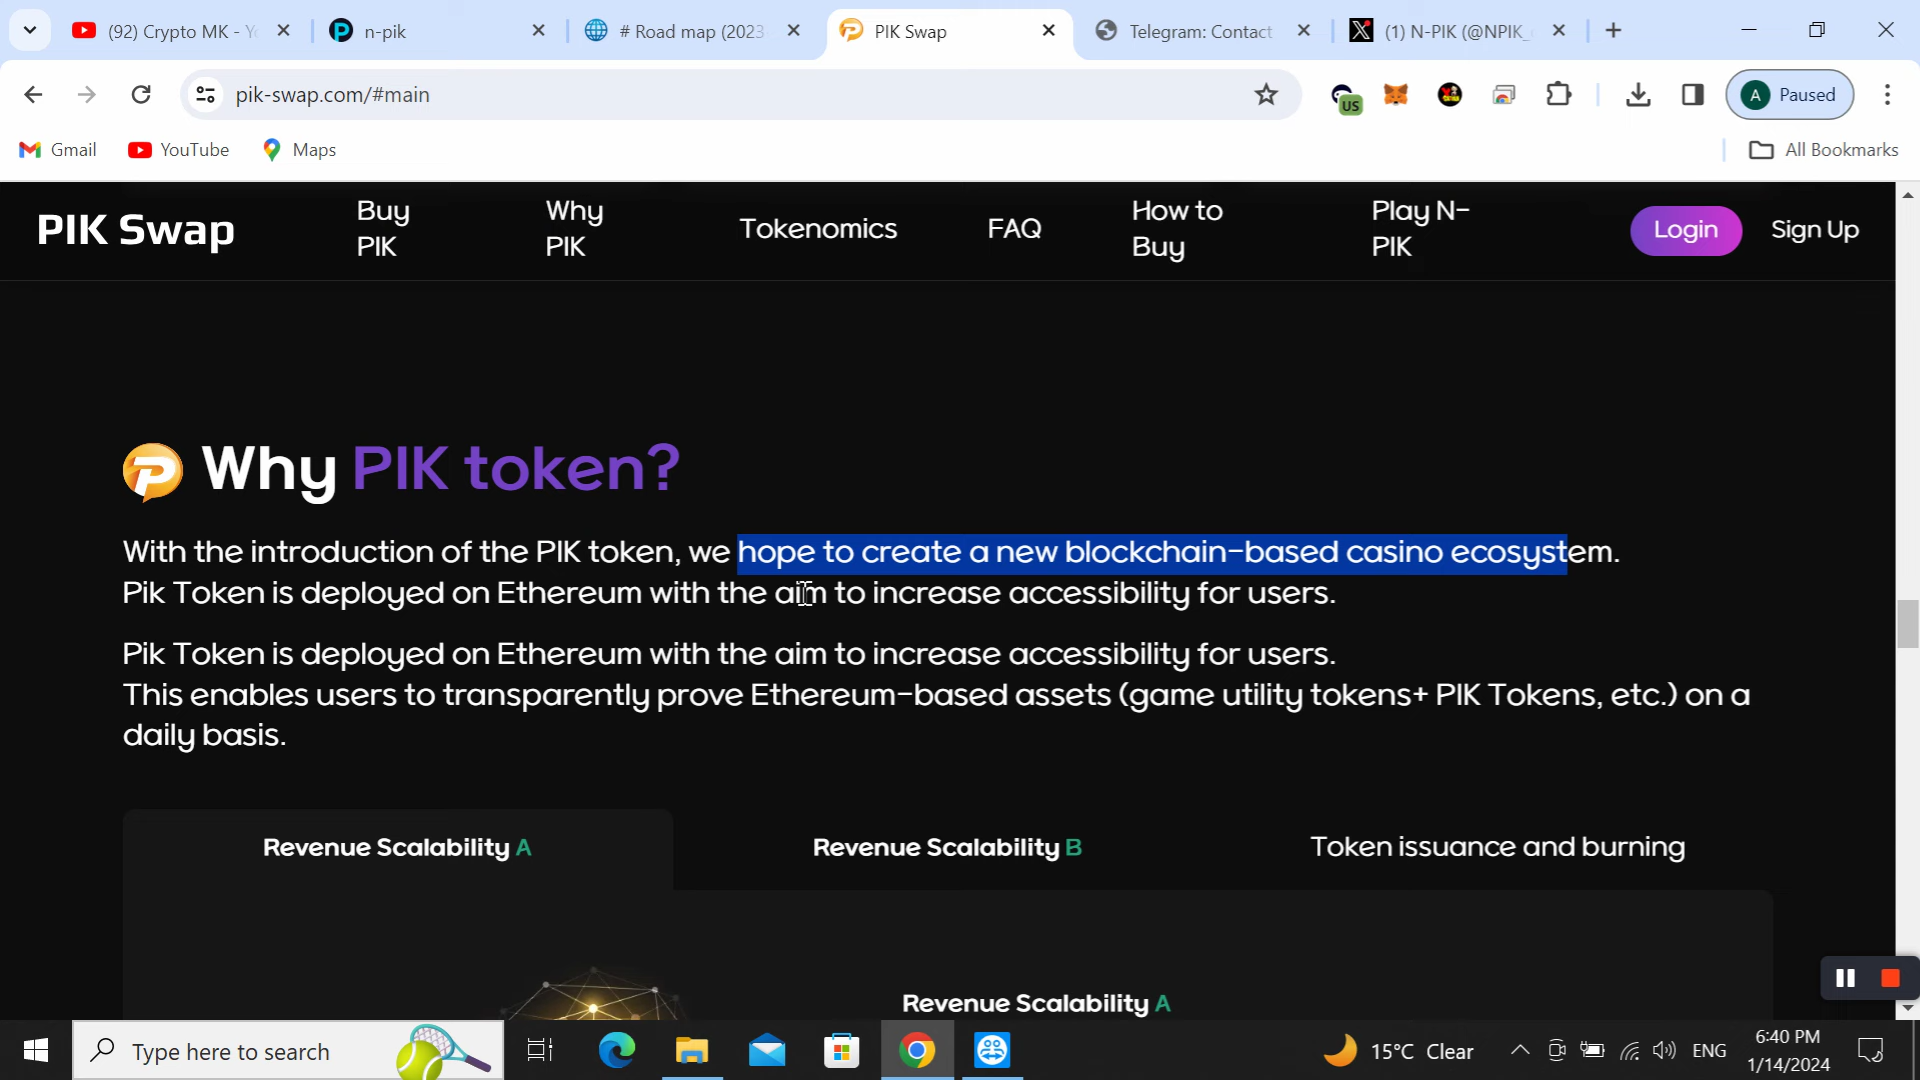 (92) Crypto MK - Yo
n-pik
# Road map (2023
PIK Swap
Telegram: Contact
(1) N-PIK (@NPIK_
pik-swap.com/#main
US
A Paused
Gmail
YouTube
Maps
All Bookmarks
PIK Swap
Buy PIK
Why PIK
Tokenomics
FAQ
How to Buy
Play N-PIK
Login
Sign Up
Why PIK token?
With the introduction of the PIK token, we hope to create a new blockchain-based casino ecosystem.
Pik Token is deployed on Ethereum with the aim to increase accessibility for users.
Pik Token is deployed on Ethereum with the aim to increase accessibility for users.
This enables users to transparently prove Ethereum-based assets (game utility tokens+ PIK Tokens, etc.) on a
daily basis.
Revenue Scalability A
Revenue Scalability B
Token issuance and burning
Revenue Scalability A
Type here to search
15°C Clear
ENG
6:40 PM
1/14/2024